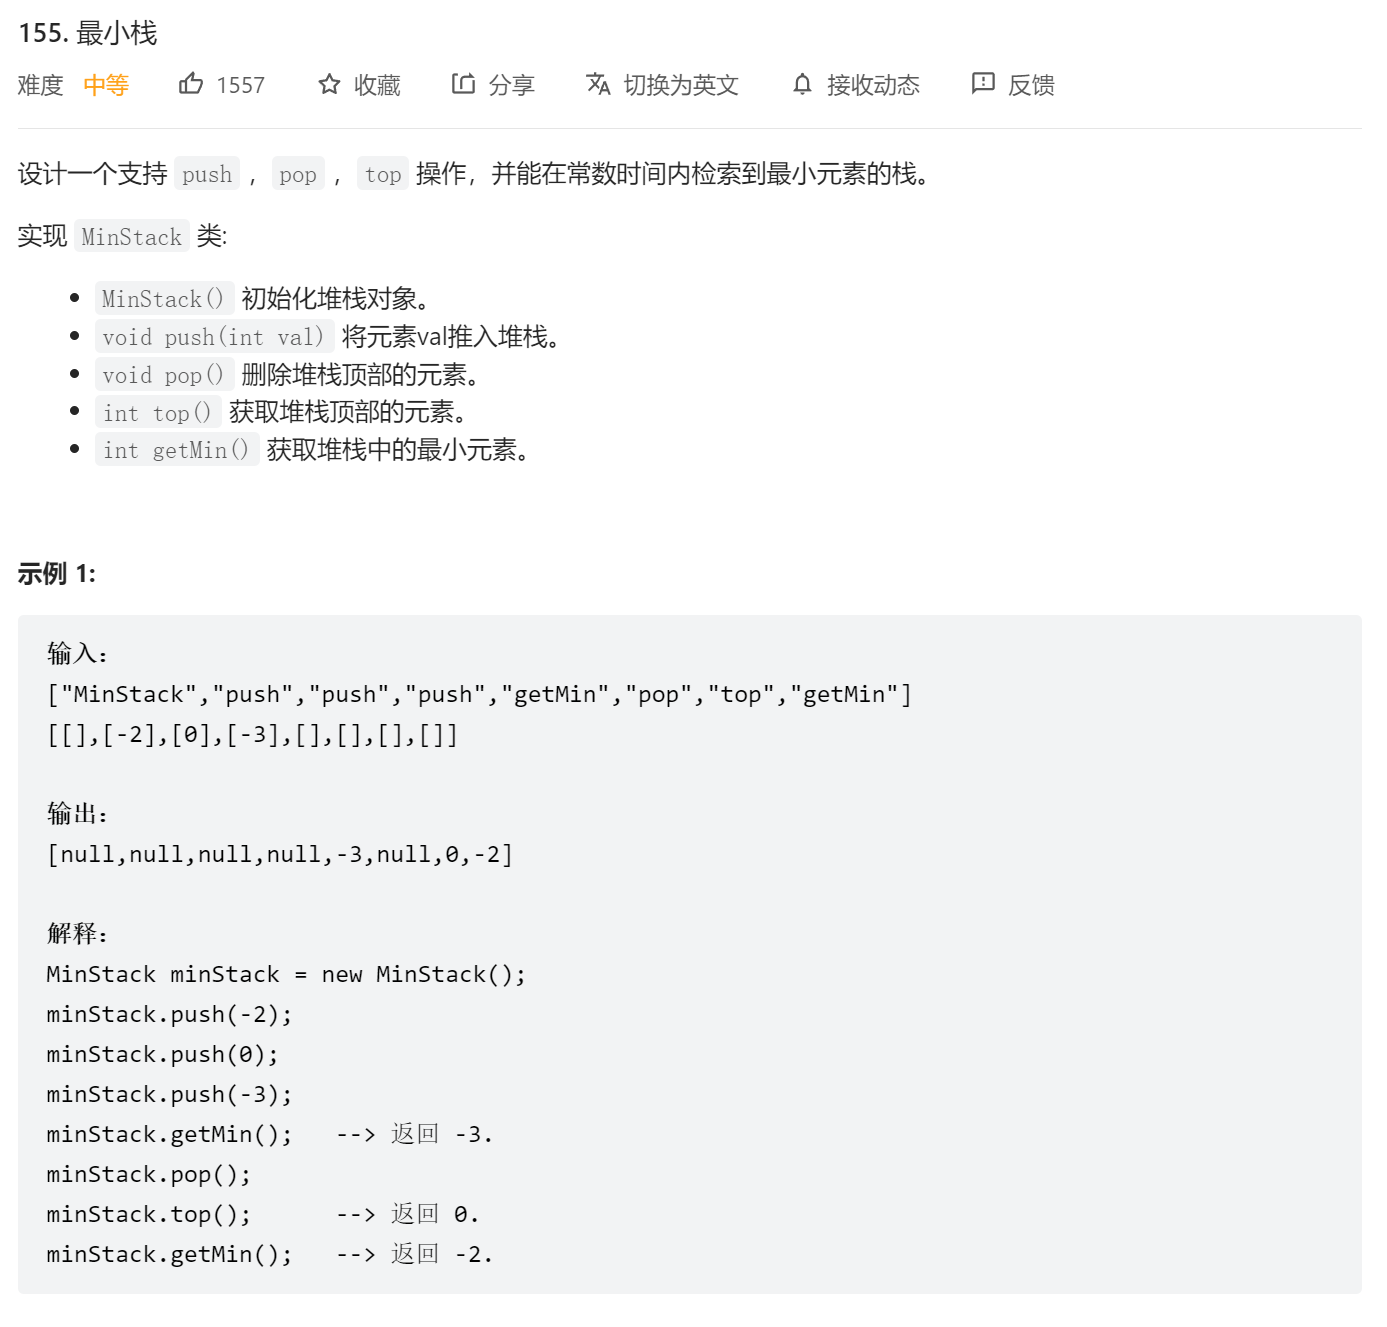 155. 最小栈
难度 中等 1557 收藏 分享 切换为英文 接收动态 反馈
设计一个支持 push ，pop ，top 操作，并能在常数时间内检索到最小元素的栈。
实现 MinStack 类:
MinStack() 初始化堆栈对象。
void push(int val) 将元素val推入堆栈。
void pop() 删除堆栈顶部的元素。
int top() 获取堆栈顶部的元素。
int getMin() 获取堆栈中的最小元素。
示例 1:
输入：
["MinStack","push","push","push","getMin","pop","top","getMin"]
[[],[-2],[0],[-3],[],[],[],[]]
输出：
[null,null,null,null,-3,null,0,-2]
解释：
MinStack minStack = new MinStack();
minStack.push(-2);
minStack.push(0);
minStack.push(-3);
minStack.getMin();   --> 返回 -3.
minStack.pop();
minStack.top();      --> 返回 0.
minStack.getMin();   --> 返回 -2.